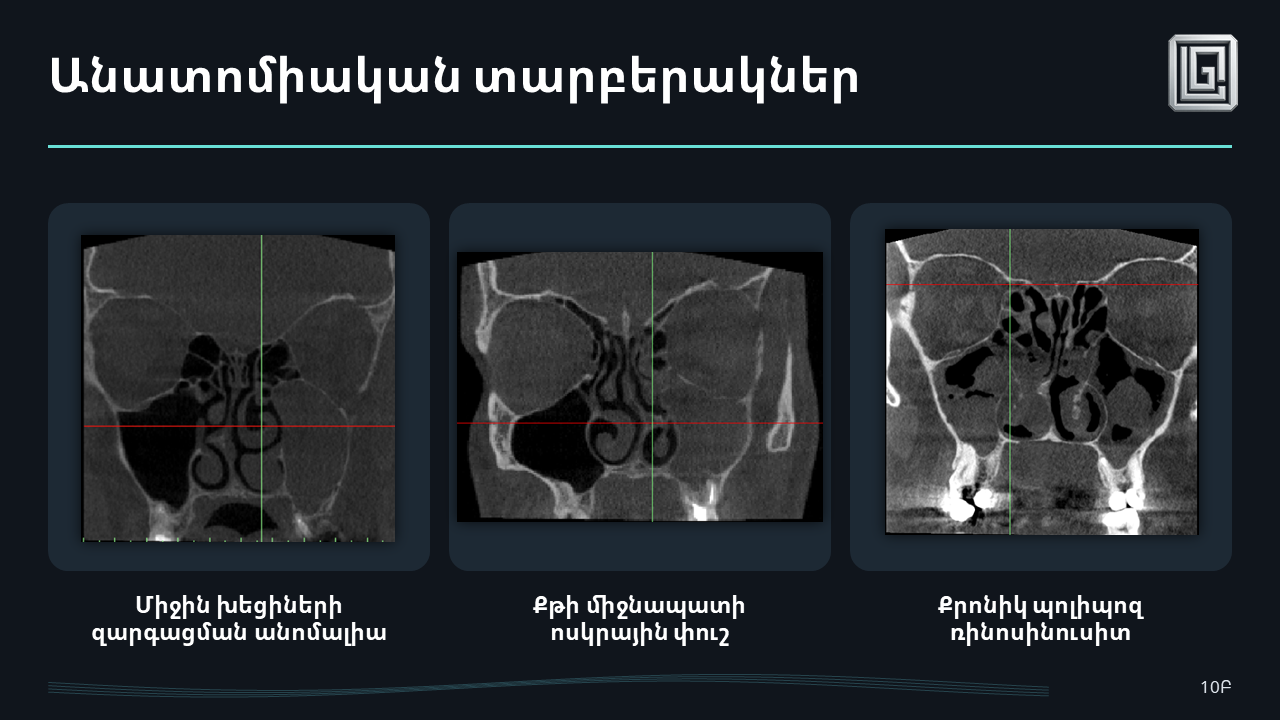 Անատոմիական տարբերակներ
Միջին խեցիների
զարգացման անոմալիա
Քթի միջնապատի
ոսկրային փուշ
Քրոնիկ պոլիպոզ
ռինոսինուսիտ
10Բ